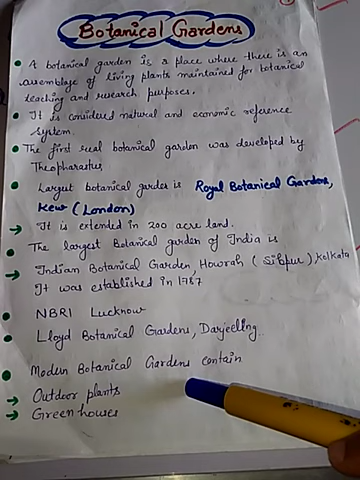 Botanical Gardens
A botanical garden is a place where there is an
assemblage of living plants maintained for botanical
teaching and research purposes.
It is considered natural and economic reference
System.
The first real botanical garden was developed by
Theopharastus
Largest botanical garden is Royal Botanical Gardens,
Kew (London)
→ It is extended in 200 acre land.
The largest Botanical garden of India is
→ Indian Botanical Garden, Howrah (Sibpur), Kolkata
It was established in 1787
NBRI Lucknow
Lloyd Botanical Gardens, Darjeeling.
Modern Botanical Gardens contain
→ Outdoor plants
→ Green houses